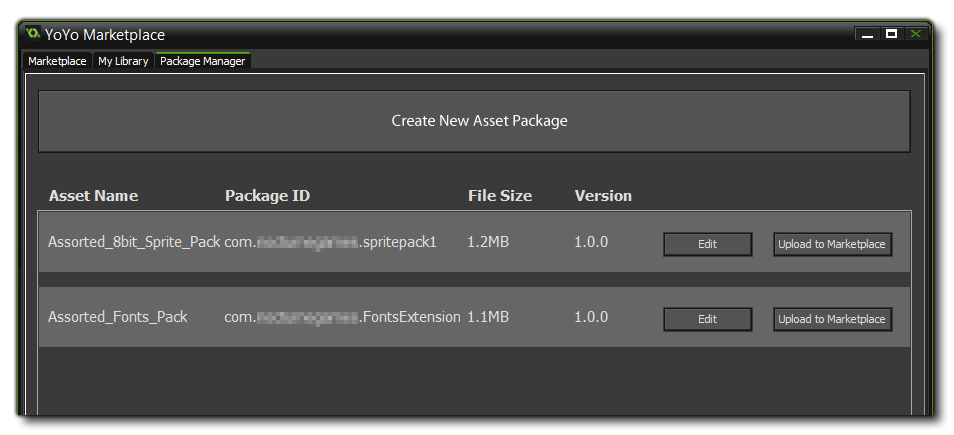 YoYo Marketplace
Marketplace My Library Package Manager
Create New Asset Package
Asset Name Package ID File Size Version
Assorted_8bit_Sprite_Pack com. .spritepack1 1.2MB 1.0.0 Edit Upload to Marketplace
Assorted_Fonts_Pack com. .FontsExtension 1.1MB 1.0.0 Edit Upload to Marketplace